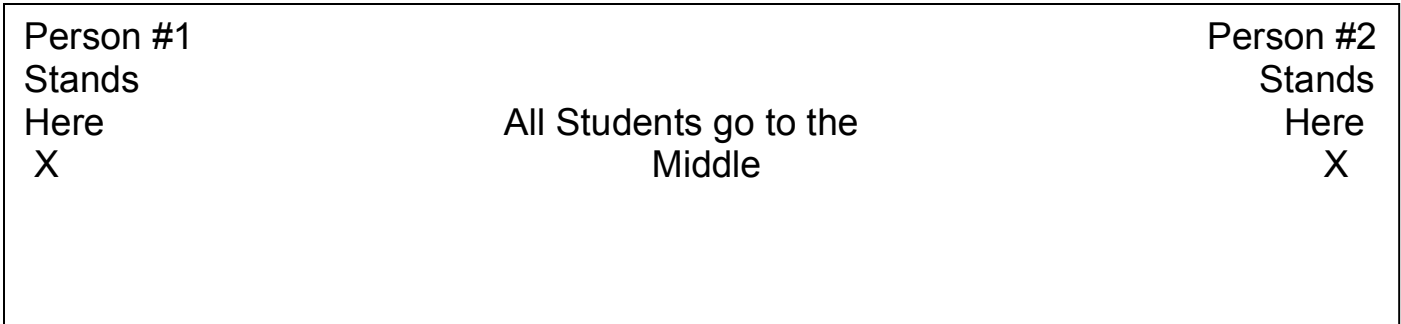 Person #1
Stands
Here
X
All Students go to the
Middle
Person #2
Stands
Here
X